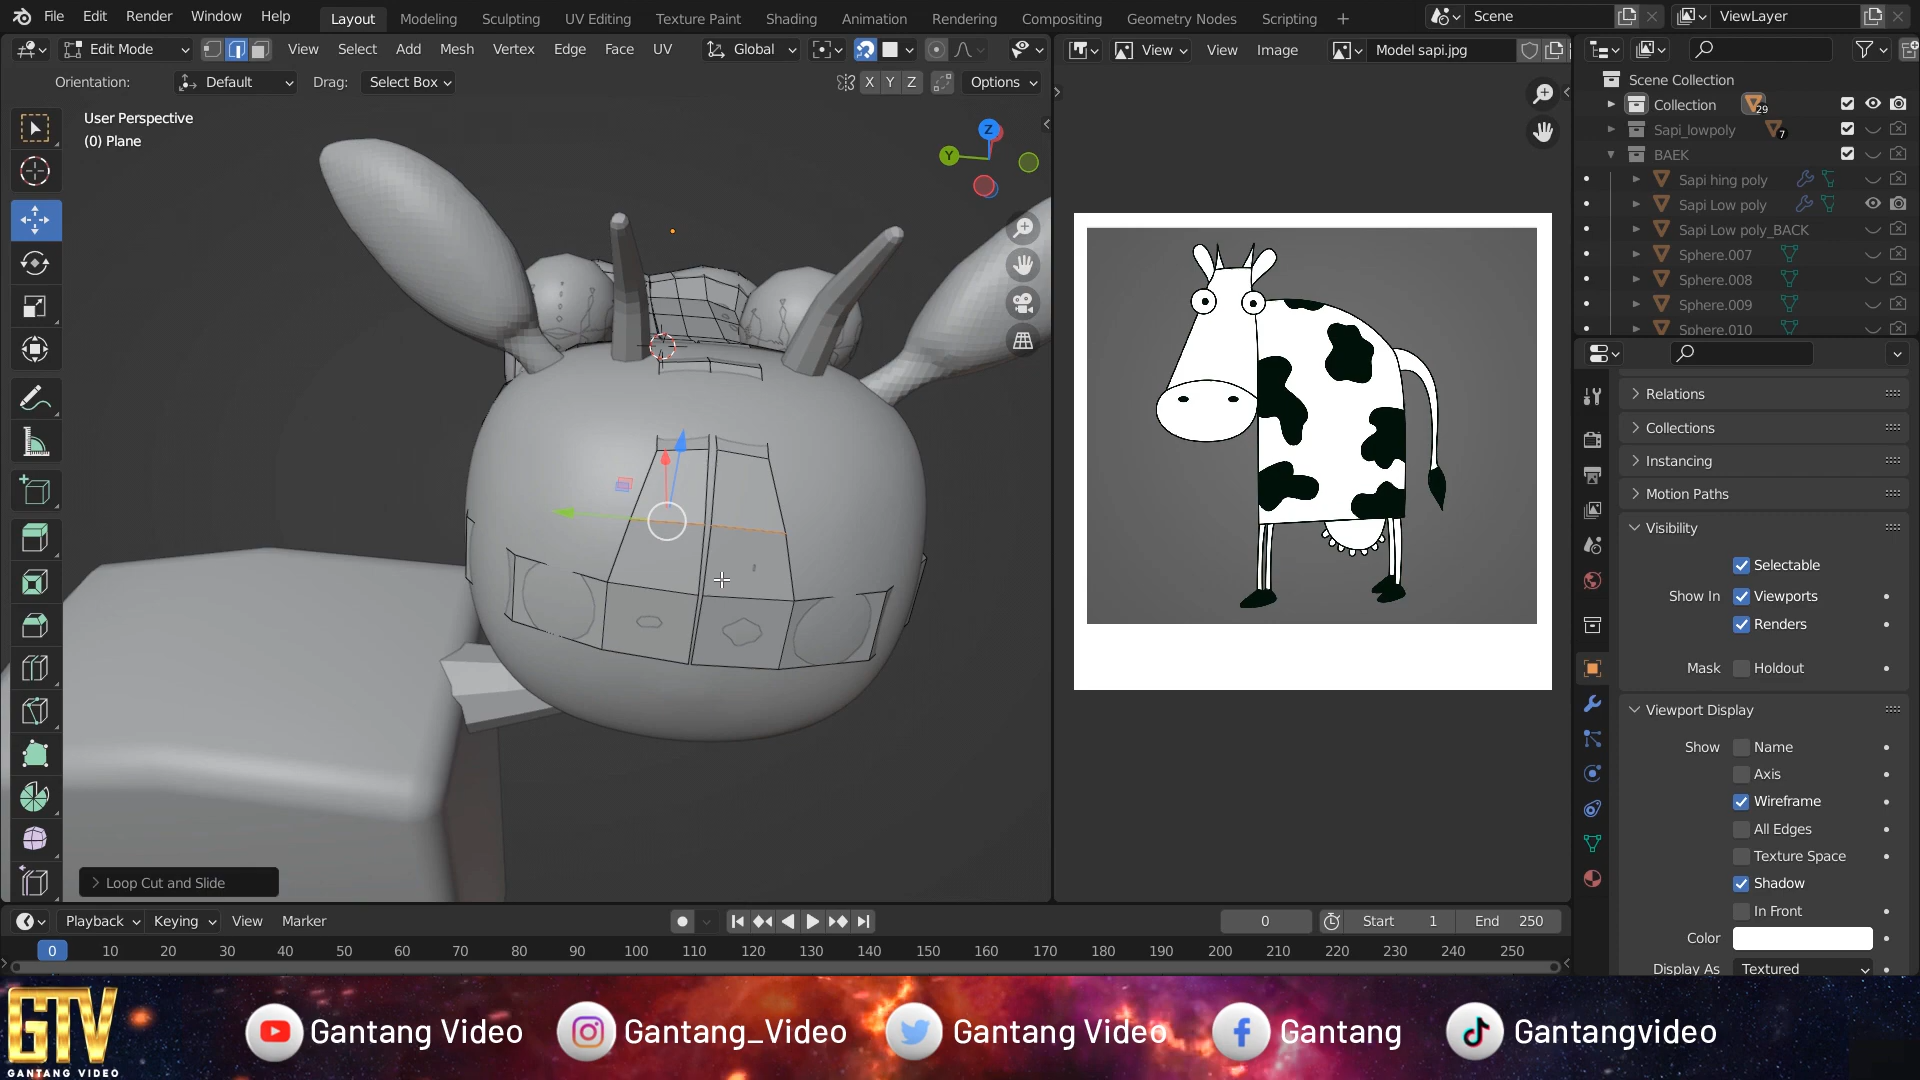 File Edit Render Window Help Layout Modeling Sculpting UV Editing Texture Paint Shading Animation Rendering Compositing Geometry Nodes Scripting + Scene ViewLayer
Edit Mode View Select Add Mesh Vertex Edge Face UV Global View View Image Model sapi.jpg
Orientation: Default Drag: Select Box X Y Z Options
Scene Collection
Collection 29
Sapi_lowpoly 7
BAEK
Sapi hing poly
Sapi Low poly
Sapi Low poly_BACK
Sphere.007
Sphere.008
Sphere.009
Sphere.010
User Perspective
(0) Plane
Z
Y
Relations
Collections
Instancing
Motion Paths
Visibility
Selectable
Show In Viewports
Renders
Mask Holdout
Viewport Display
Show Name
Axis
Wireframe
All Edges
Texture Space
Shadow
In Front
Color
Display As Textured
Loop Cut and Slide
Playback Keying View Marker 0 Start 1 End 250
0 10 20 30 40 50 60 70 80 90 100 110 120 130 140 150 160 170 180 190 200 210 220 230 240 250
GTV
GANTANG VIDEO
Gantang Video Gantang_Video Gantang Video Gantang Gantangvideo